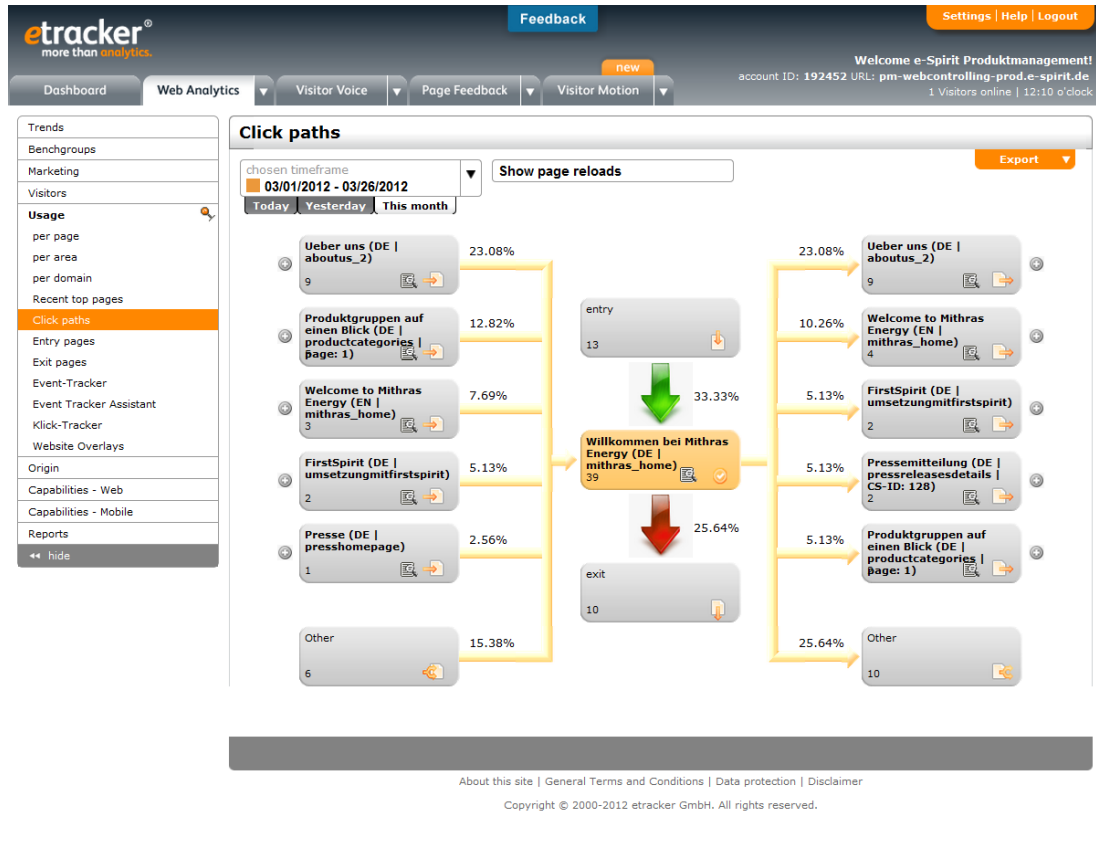 Feedback
Settings | Help | Logout
etracker®
more than analytics.
Welcome e-Spirit Produktmanagement!
account ID: 192452 URL: pm-webcontrolling-prod.e-spirit.de
1 Visitors online | 12:10 o'clock
new
Dashboard
Web Analytics
Visitor Voice
Page Feedback
Visitor Motion
Trends
Benchgroups
Marketing
Visitors
Usage
per page
per area
per domain
Recent top pages
Click paths
Entry pages
Exit pages
Event-Tracker
Event Tracker Assistant
Klick-Tracker
Website Overlays
Origin
Capabilities - Web
Capabilities - Mobile
Reports
hide
Click paths
Export
chosen timeframe
03/01/2012 - 03/26/2012
Show page reloads
Today
Yesterday
This month
Ueber uns (DE |
aboutus_2)
9
23.08%
Produktgruppen auf
einen Blick (DE |
productcategories |
page: 1)
12.82%
Welcome to Mithras
Energy (EN |
mithras_home)
3
7.69%
FirstSpirit (DE |
umsetzungmitfirstspirit)
2
5.13%
Presse (DE |
presshomepage)
1
2.56%
Other
6
15.38%
entry
13
33.33%
Willkommen bei Mithras
Energy (DE |
mithras_home)
39
25.64%
exit
10
23.08%
Ueber uns (DE |
aboutus_2)
9
10.26%
Welcome to Mithras
Energy (EN |
mithras_home)
4
5.13%
FirstSpirit (DE |
umsetzungmitfirstspirit)
2
5.13%
Pressemitteilung (DE |
pressreleasesdetails |
CS-ID: 128)
2
5.13%
Produktgruppen auf
einen Blick (DE |
productcategories |
page: 1)
25.64%
Other
10
About this site | General Terms and Conditions | Data protection | Disclaimer
Copyright © 2000-2012 etracker GmbH. All rights reserved.